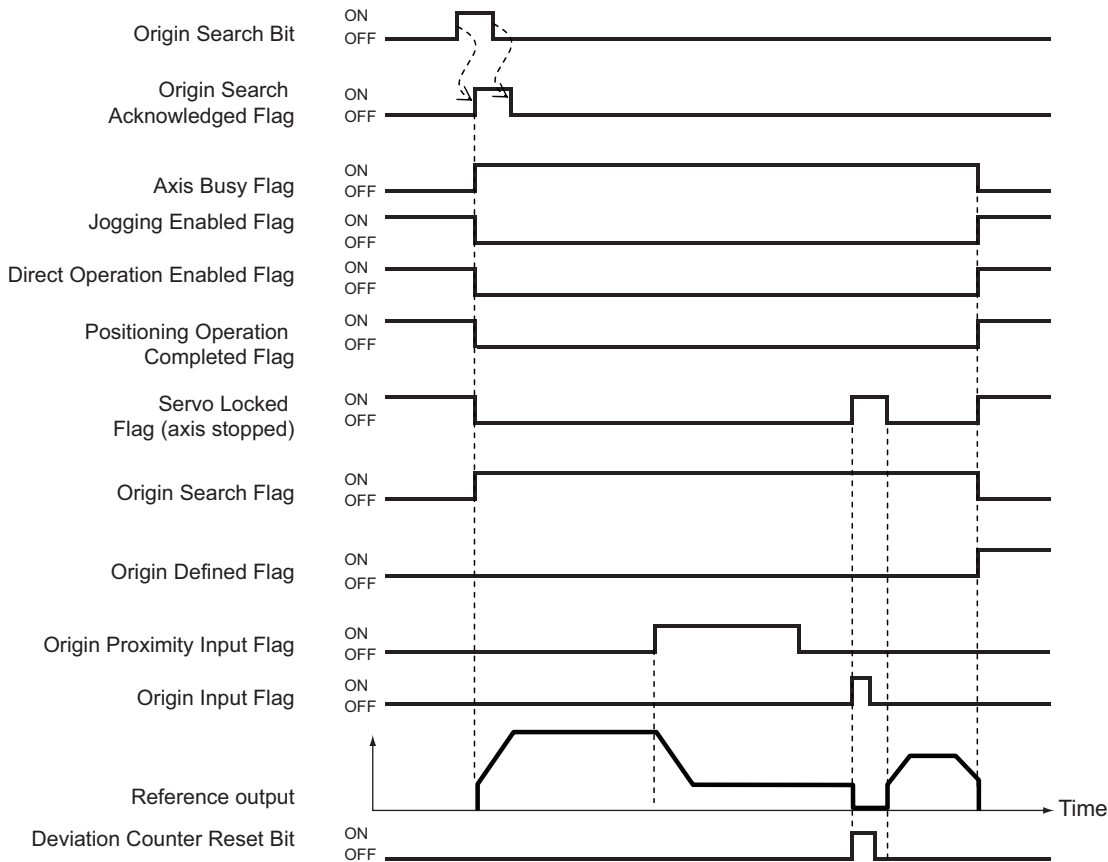 Origin Search Bit
ON
OFF
Origin Search
Acknowledged Flag
ON
OFF
Axis Busy Flag
ON
OFF
Jogging Enabled Flag
ON
OFF
Direct Operation Enabled Flag
ON
OFF
Positioning Operation
Completed Flag
ON
OFF
Servo Locked
Flag (axis stopped)
ON
OFF
Origin Search Flag
ON
OFF
Origin Defined Flag
ON
OFF
Origin Proximity Input Flag
ON
OFF
Origin Input Flag
ON
OFF
Reference output
Time
Deviation Counter Reset Bit
ON
OFF